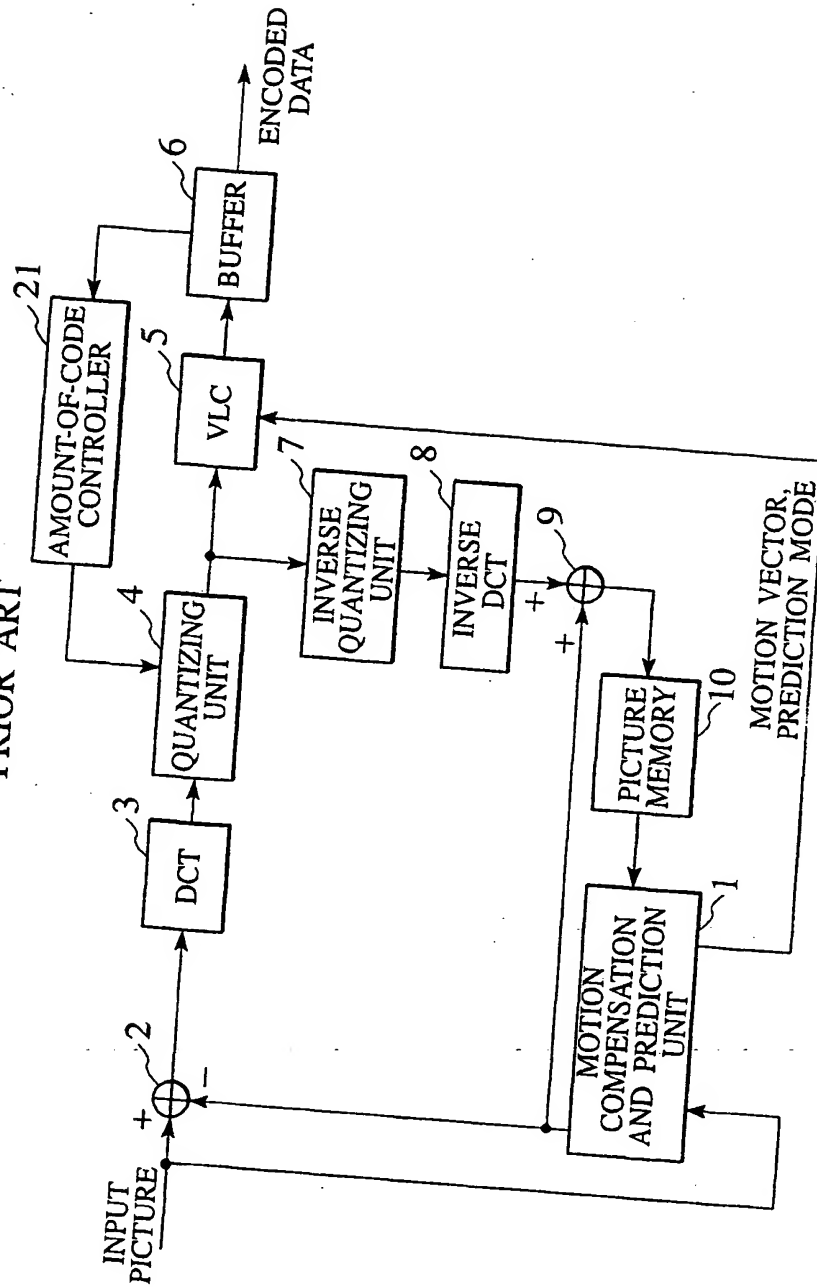 PRIOR ART
INPUT
PICTURE
+
2
−
3
DCT
4
QUANTIZING
UNIT
21
AMOUNT-OF-CODE
CONTROLLER
5
VLC
6
BUFFER
ENCODED
DATA
7
INVERSE
QUANTIZING
UNIT
8
INVERSE
DCT
+
+
9
10
PICTURE
MEMORY
1
MOTION
COMPENSATION
AND PREDICTION
UNIT
MOTION VECTOR,
PREDICTION MODE